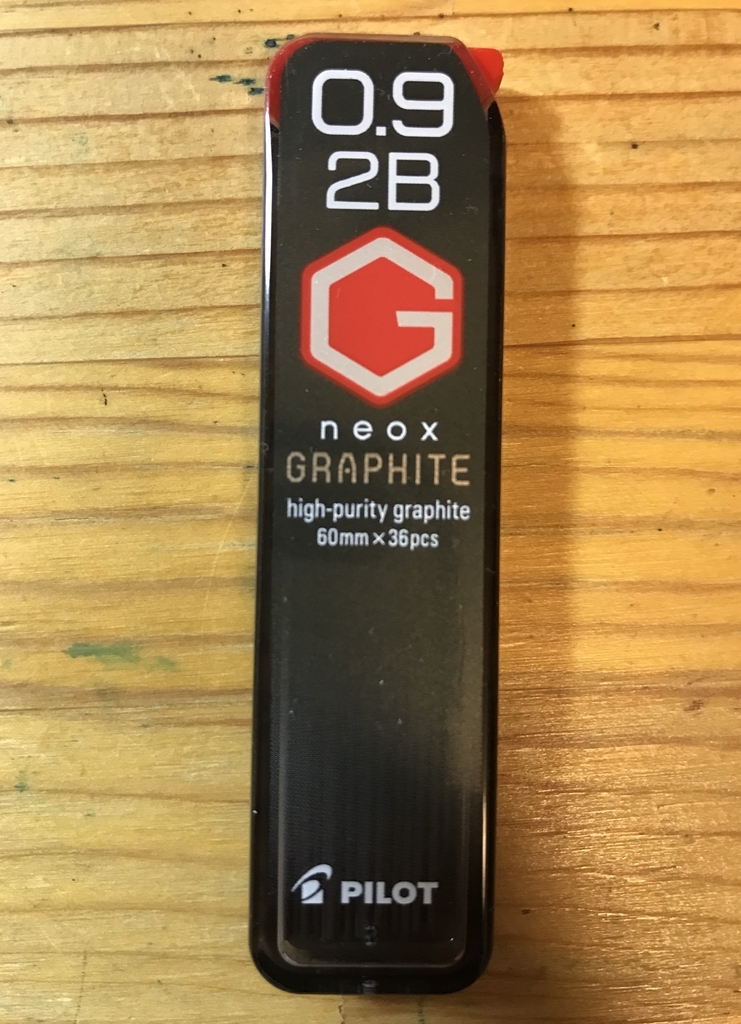 0.9
2B
G
neox
GRAPHITE
high-purity graphite
60mm×36pcs
PILOT